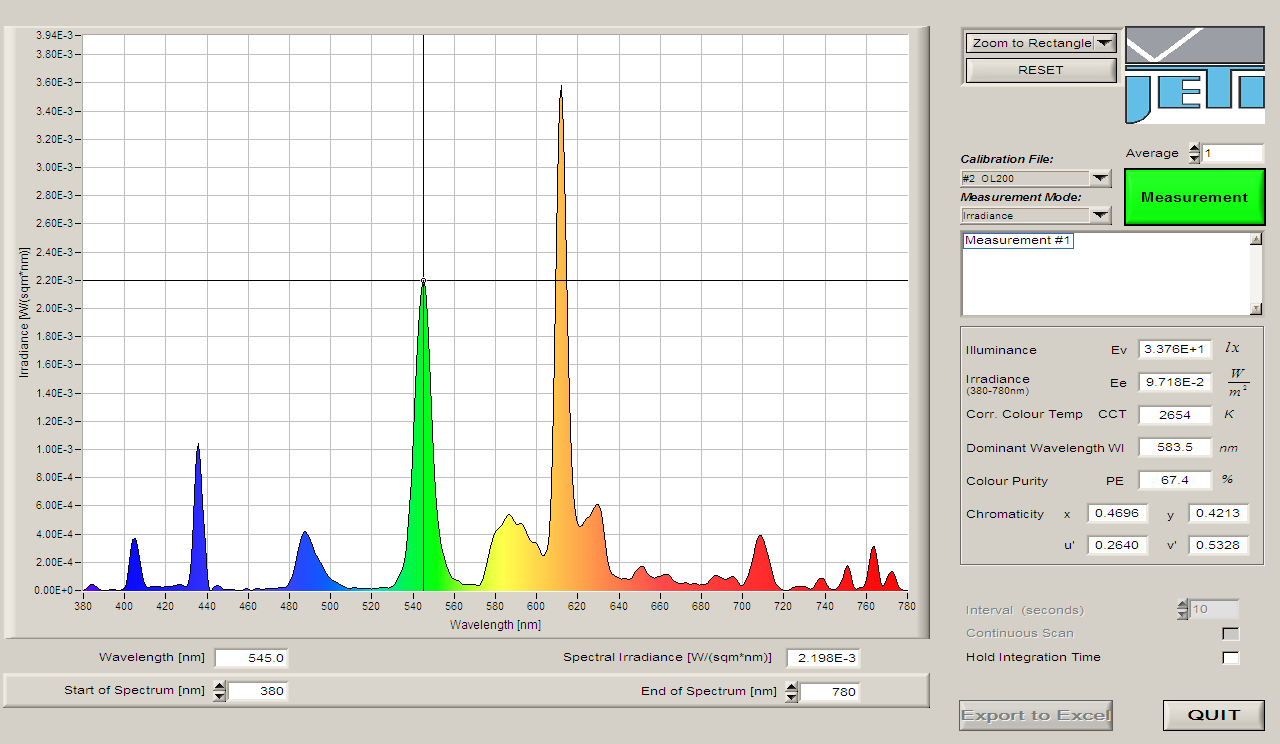 3.94E-3
3.80E-3
3.60E-3
3.40E-3
3.20E-3
3.00E-3
2.80E-3
2.60E-3
2.40E-3
2.20E-3
2.00E-3
1.80E-3
1.60E-3
1.40E-3
1.20E-3
1.00E-3
8.00E-4
6.00E-4
4.00E-4
2.00E-4
0.00E+0
Irradiance [W/(sqm*nm)]
380 400 420 440 460 480 500 520 540 560 580 600 620 640 660 680 700 720 740 760 780
Wavelength [nm]
Wavelength [nm] 545.0 Spectral Irradiance [W/(sqm*nm)] 2.198E-3
Start of Spectrum [nm] 380 End of Spectrum [nm] 780
Zoom to Rectangle
RESET
JETI
Average 1
Calibration File:
#2 OL200
Measurement Mode:
Irradiance
Measurement
Measurement #1
Illuminance Ev 3.376E+1 lx
Irradiance Ee 9.718E-2 W/m²
(380-780nm)
Corr. Colour Temp CCT 2654 K
Dominant Wavelength Wl 583.5 nm
Colour Purity PE 67.4 %
Chromaticity x 0.4696 y 0.4213
u' 0.2640 v' 0.5328
Interval (seconds) 10
Continuous Scan
Hold Integration Time
Export to Excel QUIT